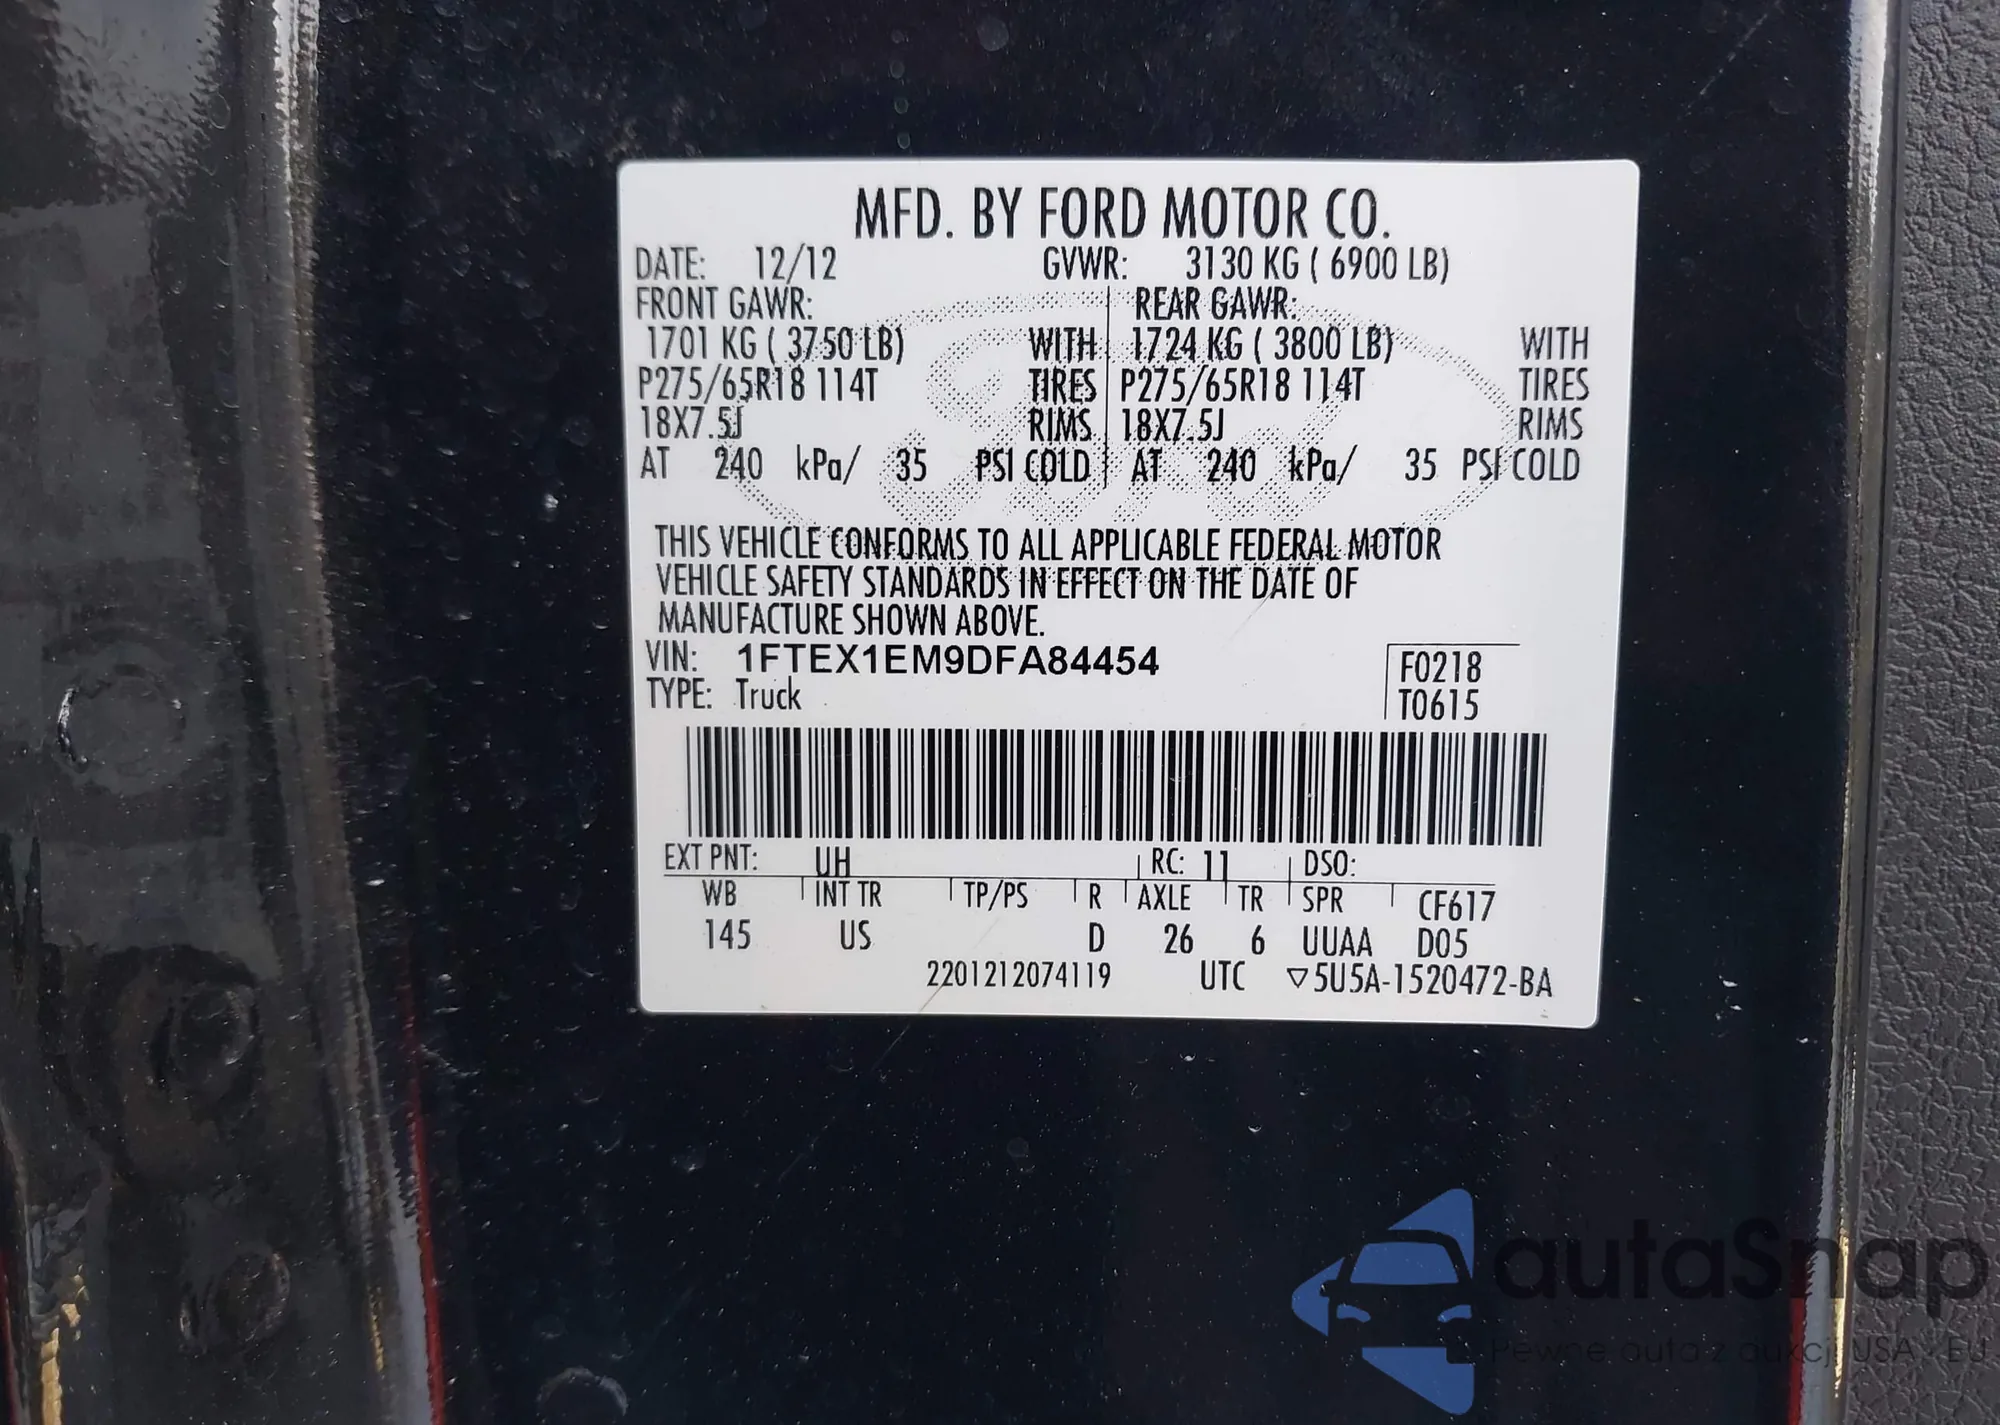 MFD. BY FORD MOTOR CO.
DATE: 12/12 GVWR: 3130 KG ( 6900 LB)
FRONT GAWR: REAR GAWR:
1701 KG ( 3750 LB) WITH 1724 KG ( 3800 LB) WITH
P275/65R18 114T TIRES P275/65R18 114T TIRES
18X7.5J RIMS 18X7.5J RIMS
AT 240 kPa/ 35 PSI COLD AT 240 kPa/ 35 PSI COLD
THIS VEHICLE CONFORMS TO ALL APPLICABLE FEDERAL MOTOR
VEHICLE SAFETY STANDARDS IN EFFECT ON THE DATE OF
MANUFACTURE SHOWN ABOVE.
VIN: 1FTEX1EM9DFA84454 F0218
TYPE: Truck T0615
EXT PNT: UH RC: 11 DSO:
WB INT TR TP/PS R AXLE TR SPR CF617
145 US D 26 6 UUAA D05
2201212074119 UTC ▽5U5A-1520472-BA
autaSnap
Pewne auta z aukcji USA - EU